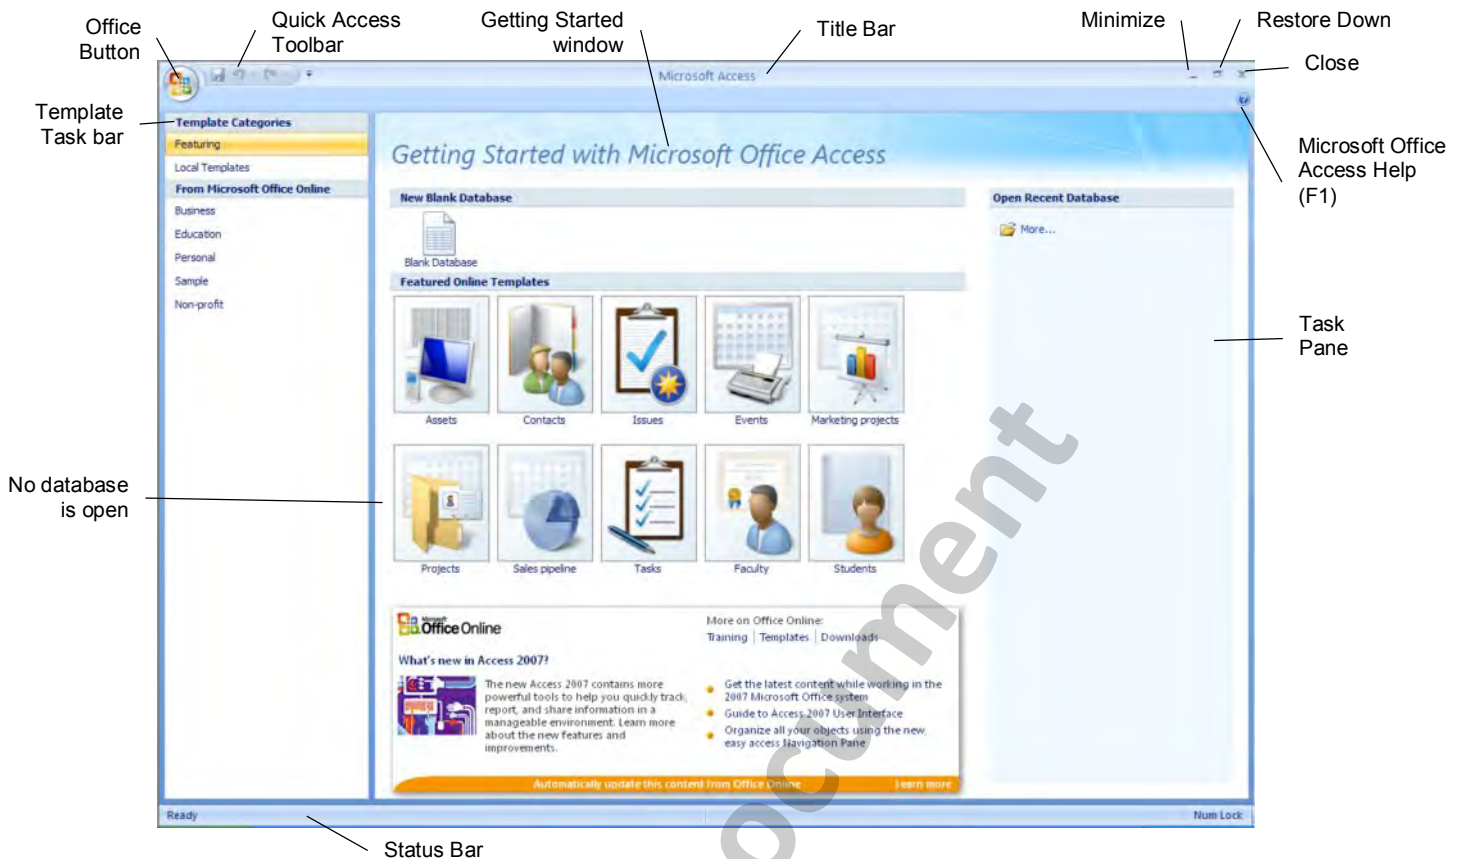 Office
Button
Quick Access
Toolbar
Getting Started
window
Title Bar
Minimize
Restore Down
Close
Template
Task bar
Microsoft Office
Access Help
(F1)
Task
Pane
No database
is open
Status Bar
Microsoft Access
Template Categories
Featuring
Local Templates
From Microsoft Office Online
Business
Education
Personal
Sample
Non-profit
Getting Started with Microsoft Office Access
New Blank Database
Blank Database
Featured Online Templates
Assets
Contacts
Issues
Events
Marketing projects
Projects
Sales pipeline
Tasks
Faculty
Students
Open Recent Database
More...
Microsoft
Office Online
More on Office Online:
Training | Templates | Downloads
What's new in Access 2007?
The new Access 2007 contains more
powerful tools to help you quickly track,
report, and share information in a
manageable environment. Learn more
about the new features and
improvements.
Get the latest content while working in the
2007 Microsoft Office system
Guide to Access 2007 User Interface
Organize all your objects using the new,
easy access Navigation Pane
Automatically update this content from Office Online
Learn more
Ready
Num Lock
ocument